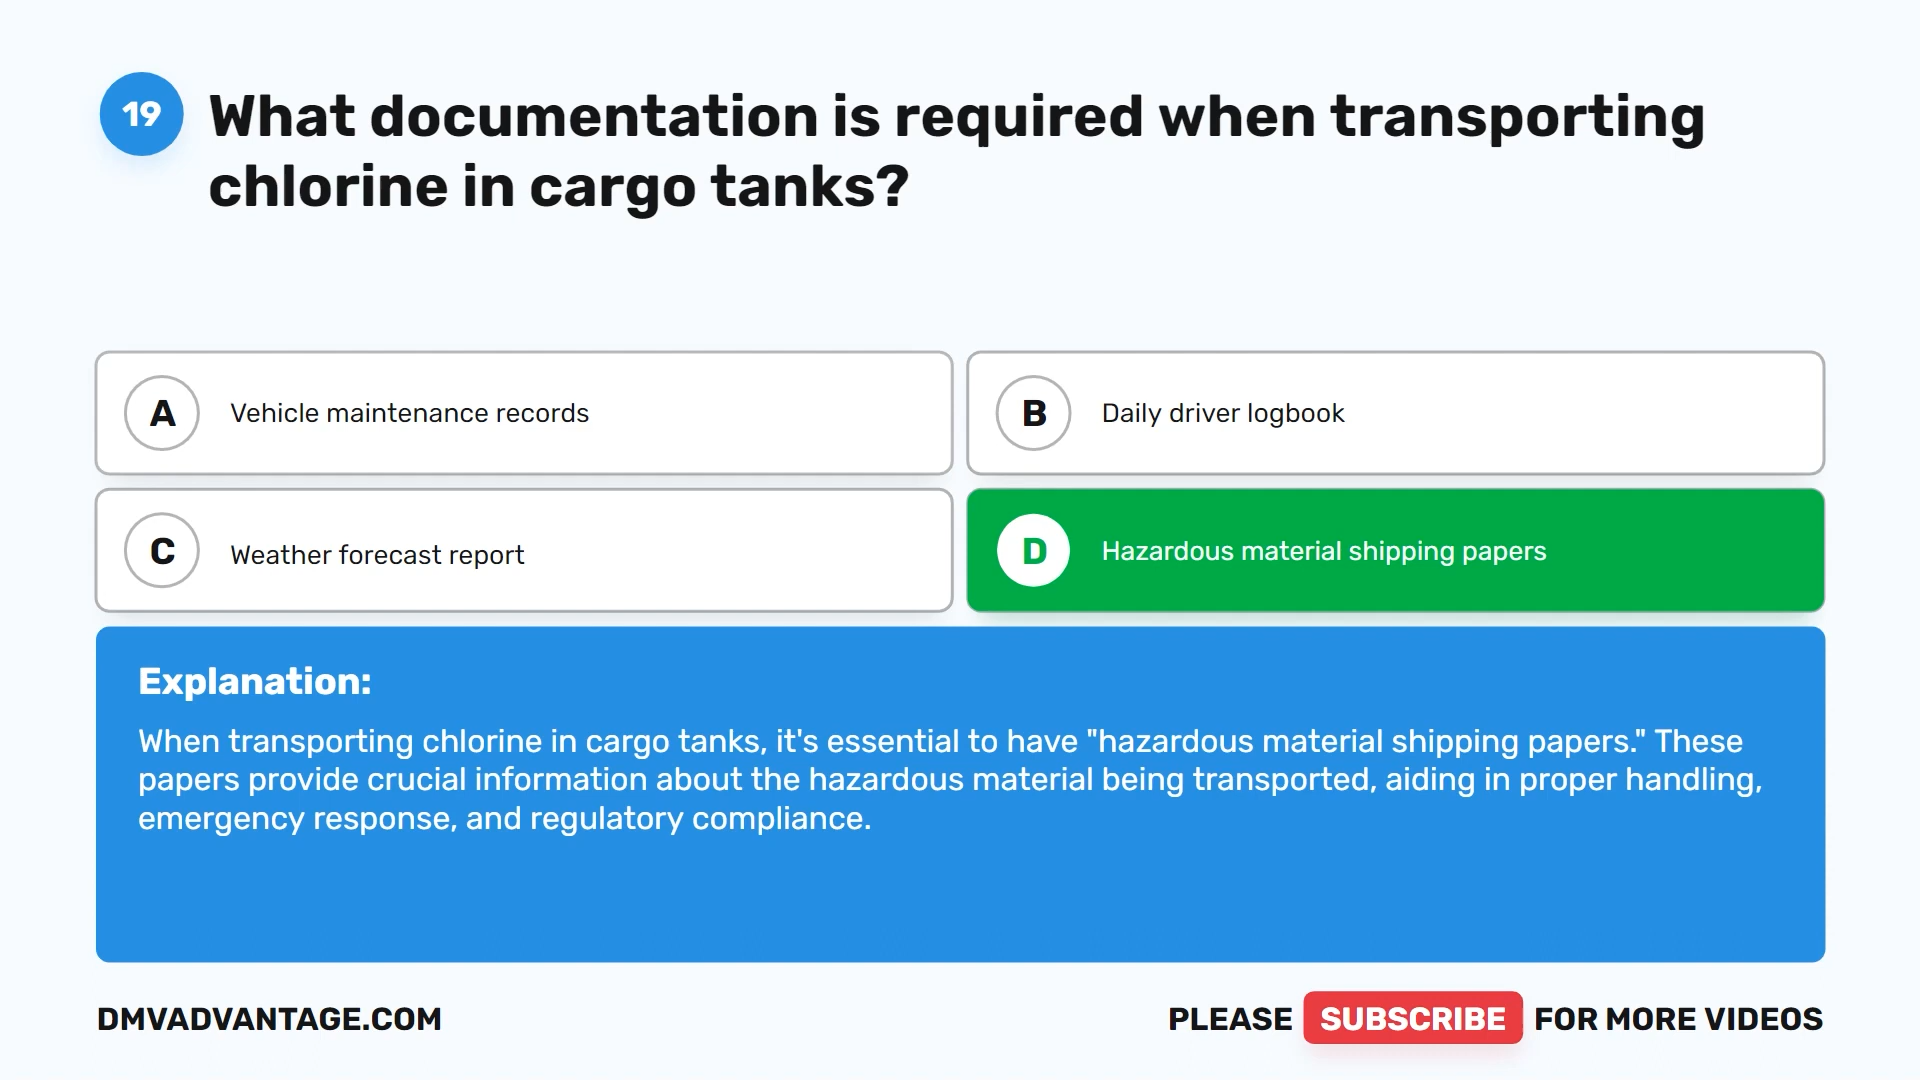 19
What documentation is required when transporting
chlorine in cargo tanks?
A
Vehicle maintenance records
B
Daily driver logbook
C
Weather forecast report
D
Hazardous material shipping papers
Explanation:
When transporting chlorine in cargo tanks, it's essential to have "hazardous material shipping papers." These
papers provide crucial information about the hazardous material being transported, aiding in proper handling,
emergency response, and regulatory compliance.
DMVADVANTAGE.COM
PLEASE SUBSCRIBE FOR MORE VIDEOS